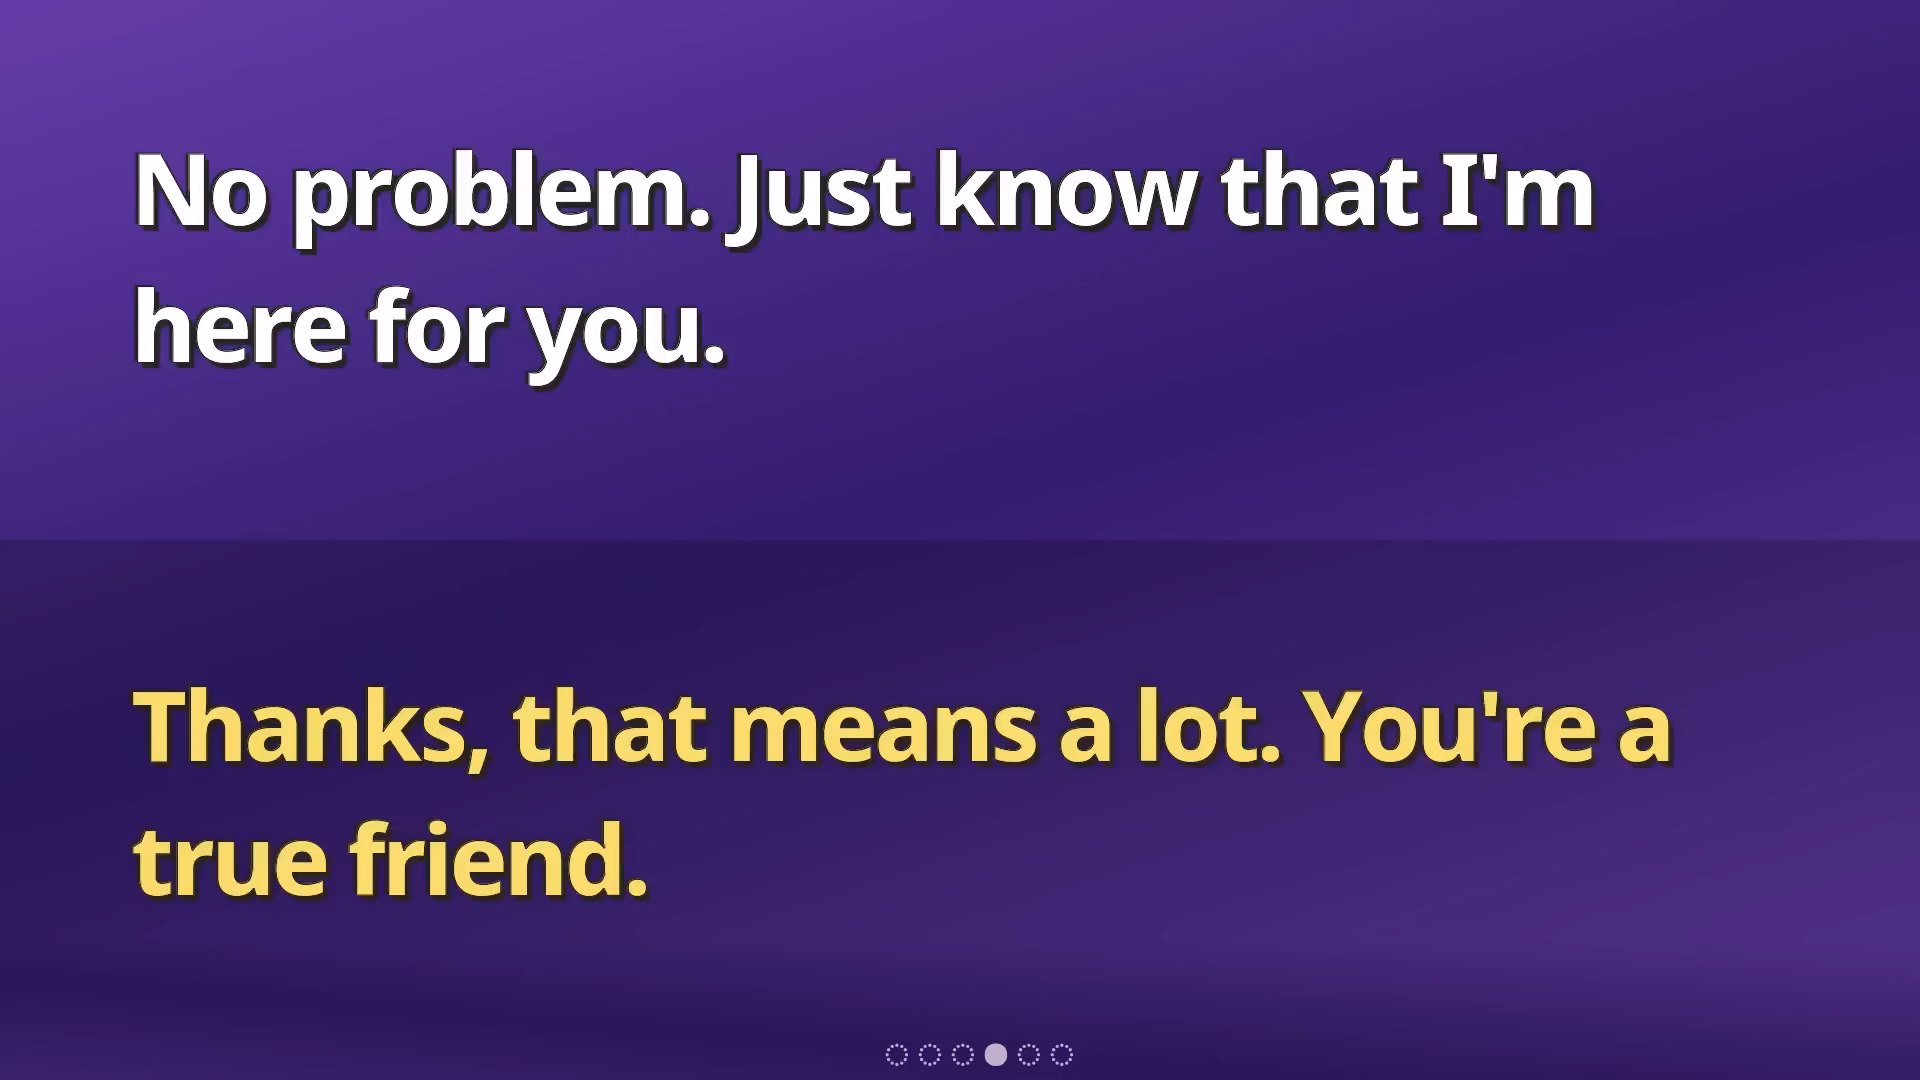 No problem. Just know that I'm
here for you.
Thanks, that means a lot. You're a
true friend.